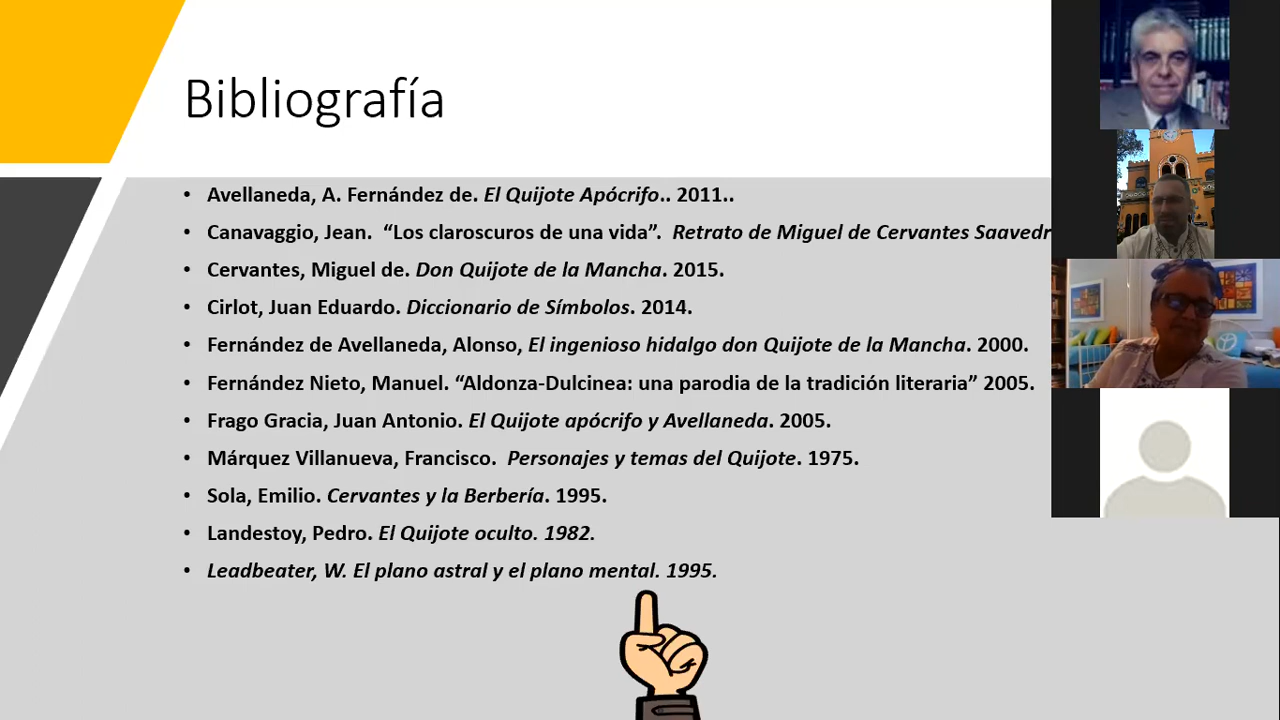 Bibliografía
• Avellaneda, A. Fernández de. El Quijote Apócrifo.. 2011..
• Canavaggio, Jean. “Los claroscuros de una vida”. Retrato de Miguel de Cervantes Saavedr
• Cervantes, Miguel de. Don Quijote de la Mancha. 2015.
• Cirlot, Juan Eduardo. Diccionario de Símbolos. 2014.
• Fernández de Avellaneda, Alonso, El ingenioso hidalgo don Quijote de la Mancha. 2000.
• Fernández Nieto, Manuel. “Aldonza-Dulcinea: una parodia de la tradición literaria” 2005.
• Frago Gracia, Juan Antonio. El Quijote apócrifo y Avellaneda. 2005.
• Márquez Villanueva, Francisco. Personajes y temas del Quijote. 1975.
• Sola, Emilio. Cervantes y la Berbería. 1995.
• Landestoy, Pedro. El Quijote oculto. 1982.
• Leadbeater, W. El plano astral y el plano mental. 1995.